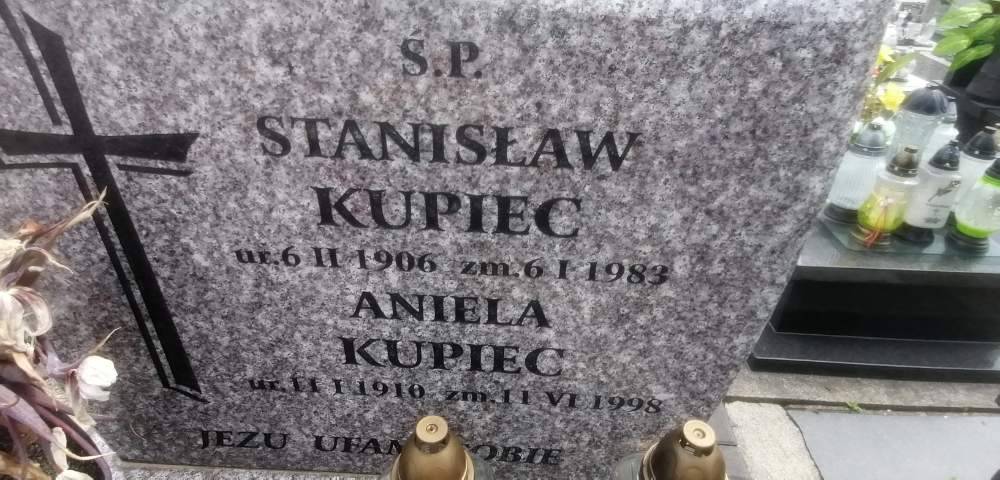 Ś.P.
STANISŁAW
KUPIEC
ur.6 II 1906 zm.6 I 1983
ANIELA
KUPIEC
ur.11 I 1910 zm.11 VI 1998
JEZU UFAM